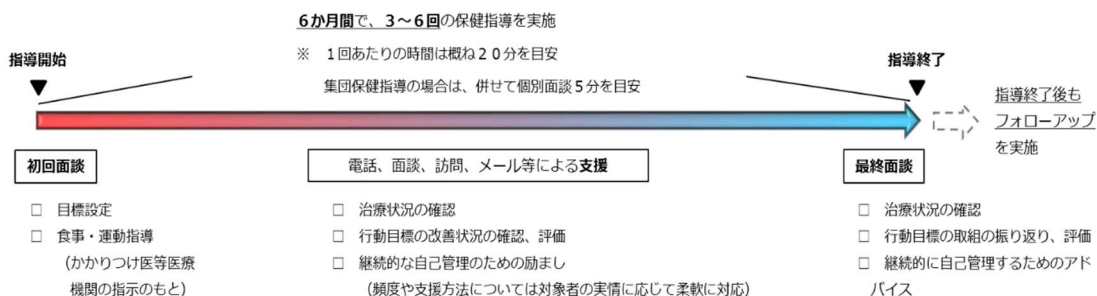 ６か月間で、３～６回の保健指導を実施
※　１回あたりの時間は概ね２０分を目安
集団保健指導の場合は、併せて個別面談５分を目安
指導開始
指導終了
指導終了後も
フォローアップ
を実施
初回面談
□　目標設定
□　食事・運動指導
（かかりつけ医等医療
機関の指示のもと）
電話、面談、訪問、メール等による支援
□　治療状況の確認
□　行動目標の改善状況の確認、評価
□　継続的な自己管理のための励まし
（頻度や支援方法については対象者の実情に応じて柔軟に対応）
最終面談
□　治療状況の確認
□　行動目標の取組の振り返り、評価
□　継続的に自己管理するためのアド
バイス